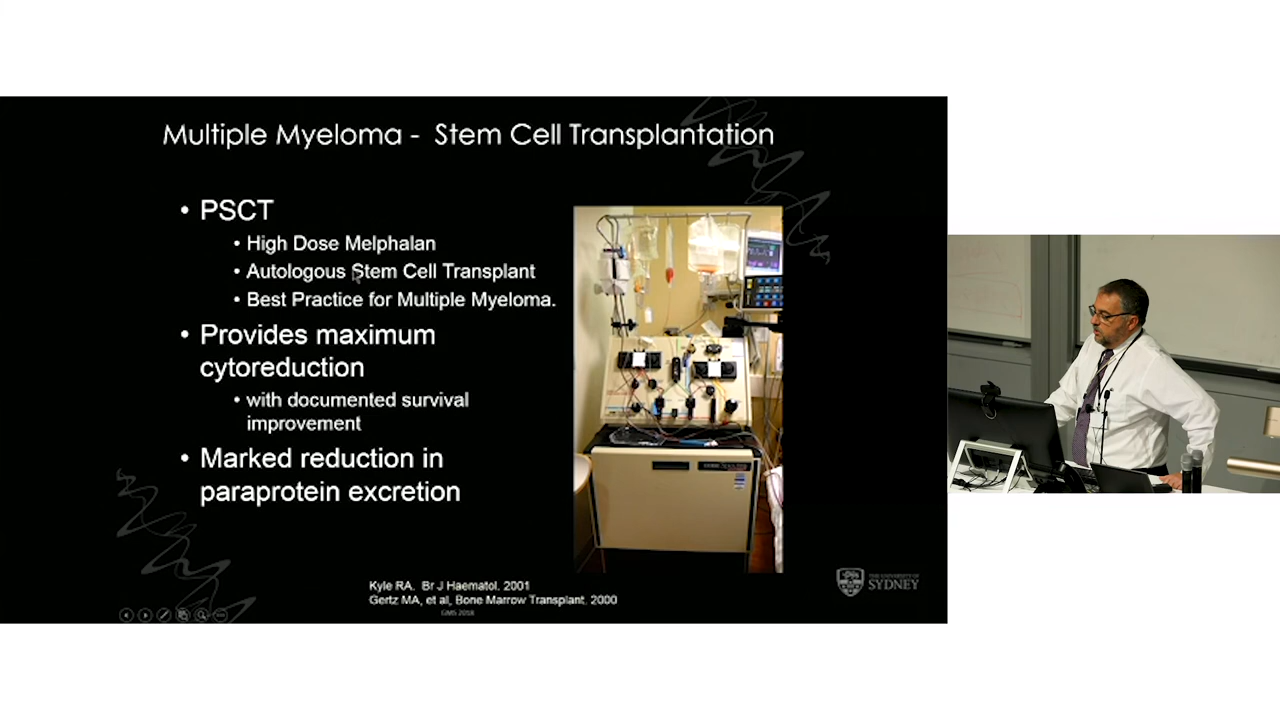 Multiple Myeloma - Stem Cell Transplantation
• PSCT
• High Dose Melphalan
• Autologous Stem Cell Transplant
• Best Practice for Multiple Myeloma.
• Provides maximum
cytoreduction
• with documented survival
improvement
• Marked reduction in
paraprotein excretion
Kyle RA. Br J Haematol. 2001
Gertz MA, et al, Bone Marrow Transplant, 2000
GMS 2018
THE UNIVERSITY OF
SYDNEY